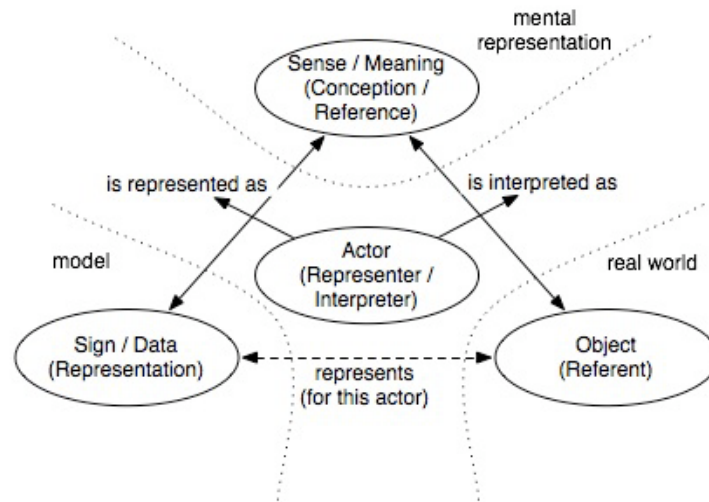 mental
representation
Sense / Meaning
(Conception /
Reference)
is represented as
is interpreted as
model
Actor
(Representer /
Interpreter)
real world
Sign / Data
(Representation)
represents
(for this actor)
Object
(Referent)